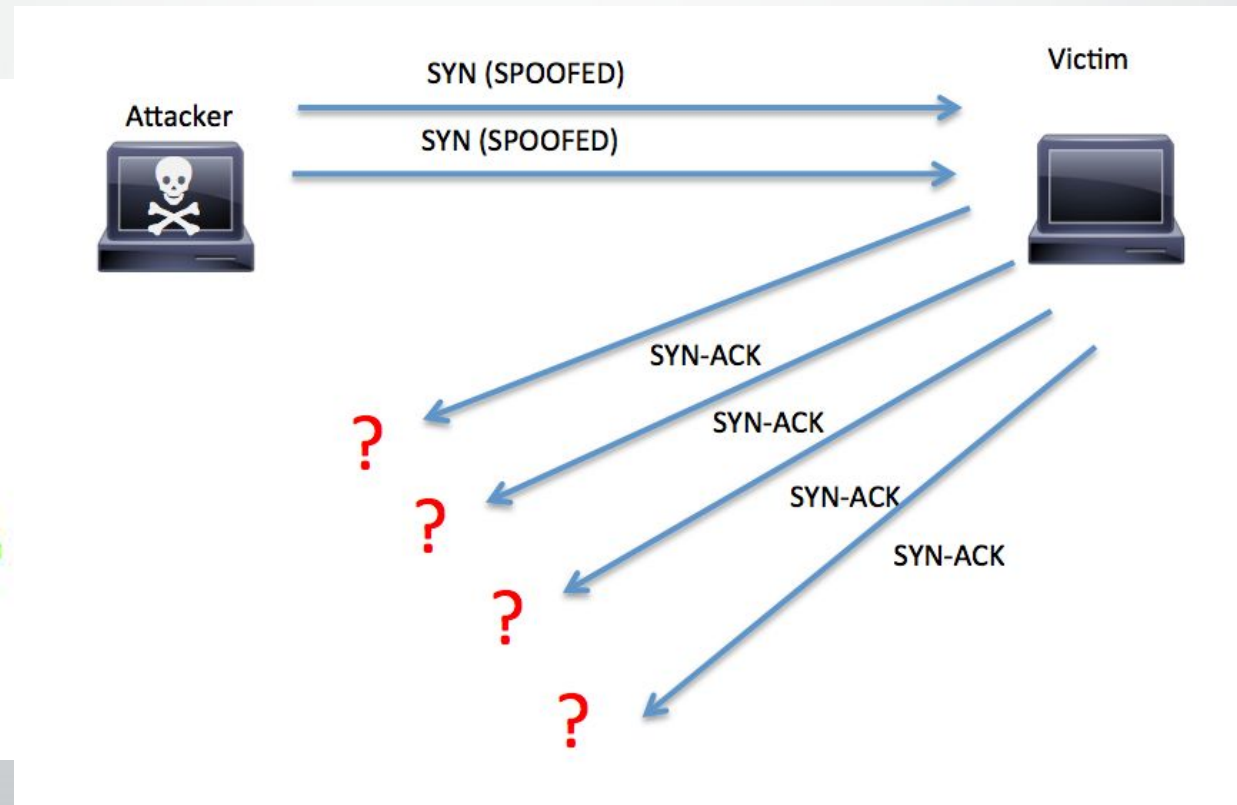 SYN (SPOOFED)
Victim
Attacker
SYN (SPOOFED)
SYN-ACK
SYN-ACK
SYN-ACK
SYN-ACK
?
?
?
?